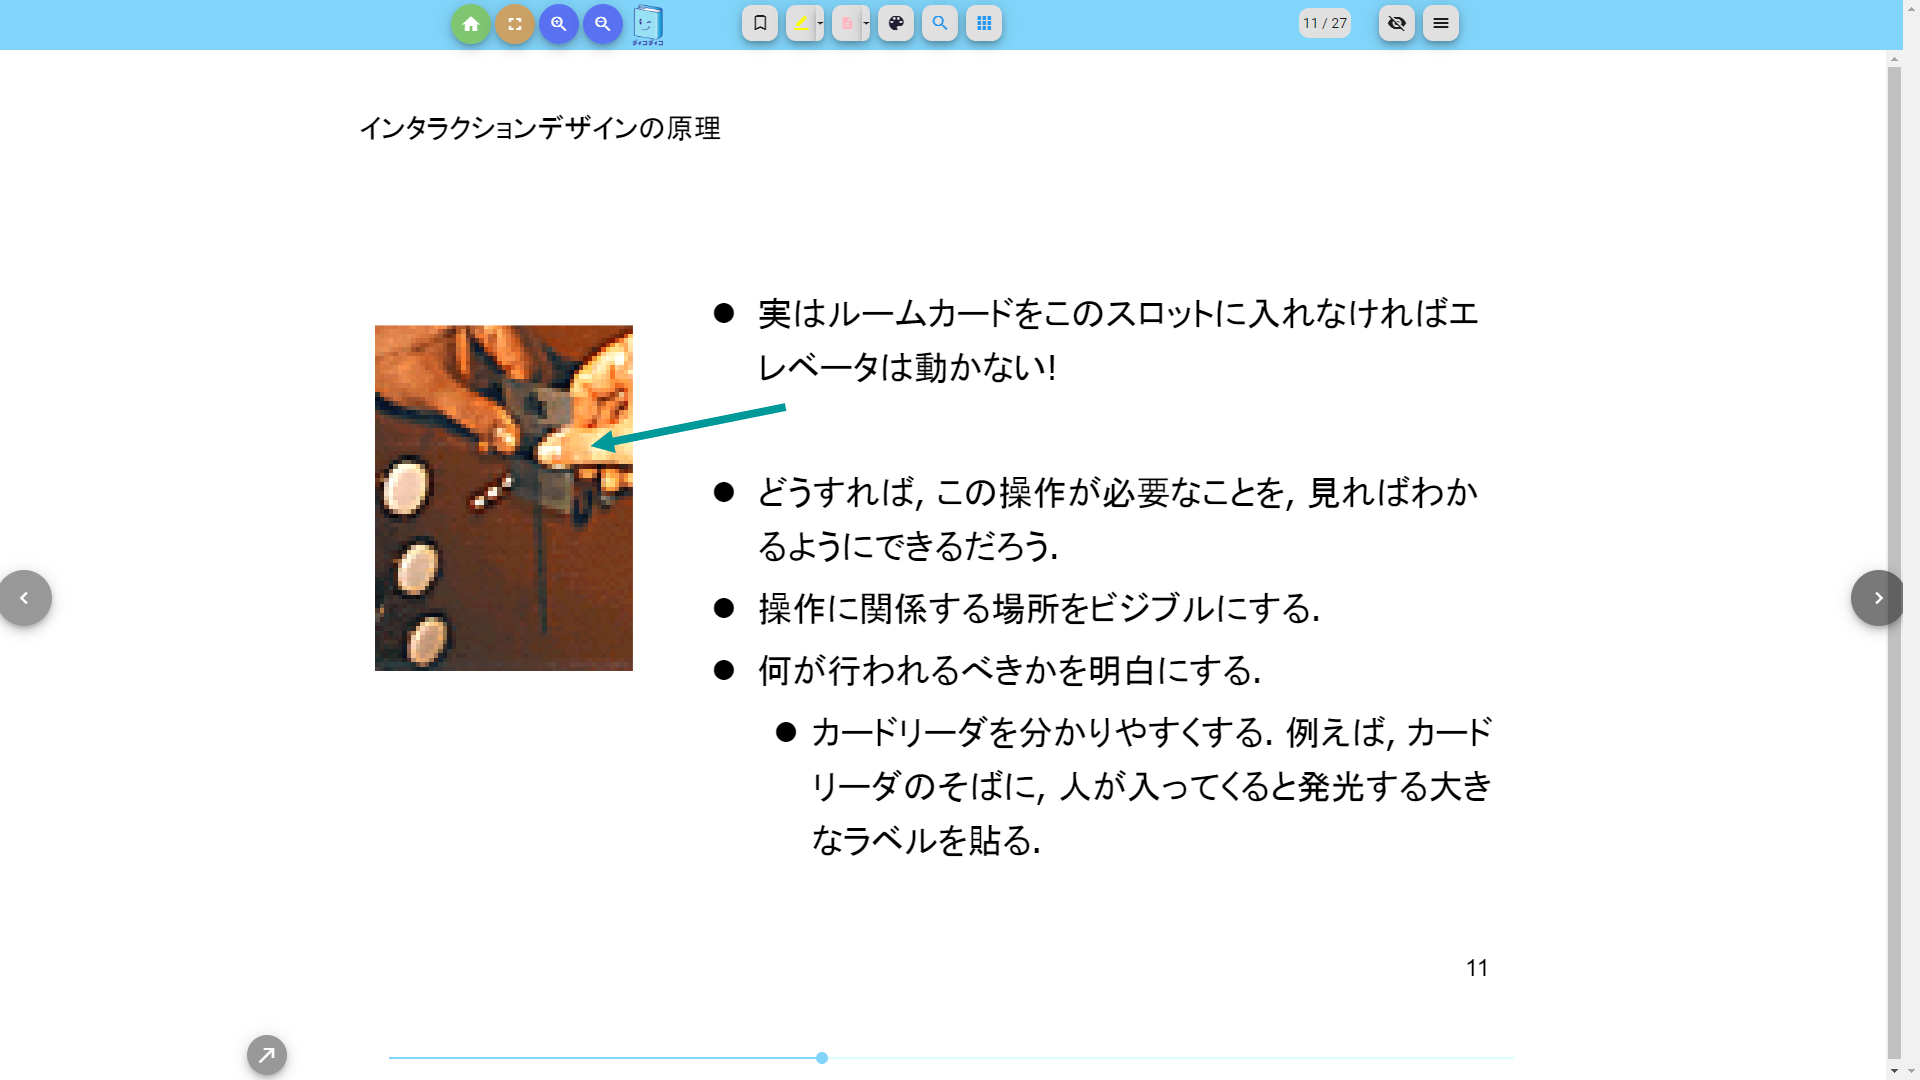 11 / 27
インタラクションデザインの原理
● 実はルームカードをこのスロットに入れなければエ
レベータは動かない!
● どうすれば, この操作が必要なことを, 見ればわか
るようにできるだろう.
● 操作に関係する場所をビジブルにする.
● 何が行われるべきかを明白にする.
● カードリーダを分かりやすくする. 例えば, カード
リーダのそばに, 人が入ってくると発光する大き
なラベルを貼る.
11